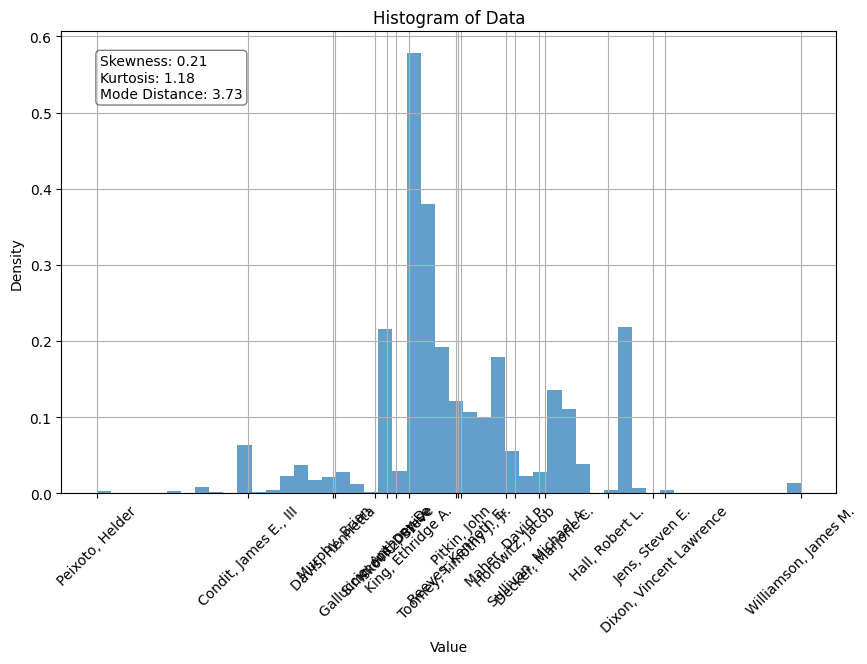 Histogram of Data
Skewness: 0.21
Kurtosis: 1.18
Mode Distance: 3.73
Density
0.6
0.5
0.4
0.3
0.2
0.1
0.0
Peixoto, Helder
Condit, James E., III
Murphy, Brian
Davis, Henrietta
King, Ethridge A.
Pitkin, John
Reeves, Kenneth E.
Toomey, Timothy J., Jr.
Maher, David P.
Horowitz, Jacob
Sullivan, Michael A.
Decker, Marjorie C.
Hall, Robert L.
Jens, Steven E.
Dixon, Vincent Lawrence
Williamson, James M.
Value